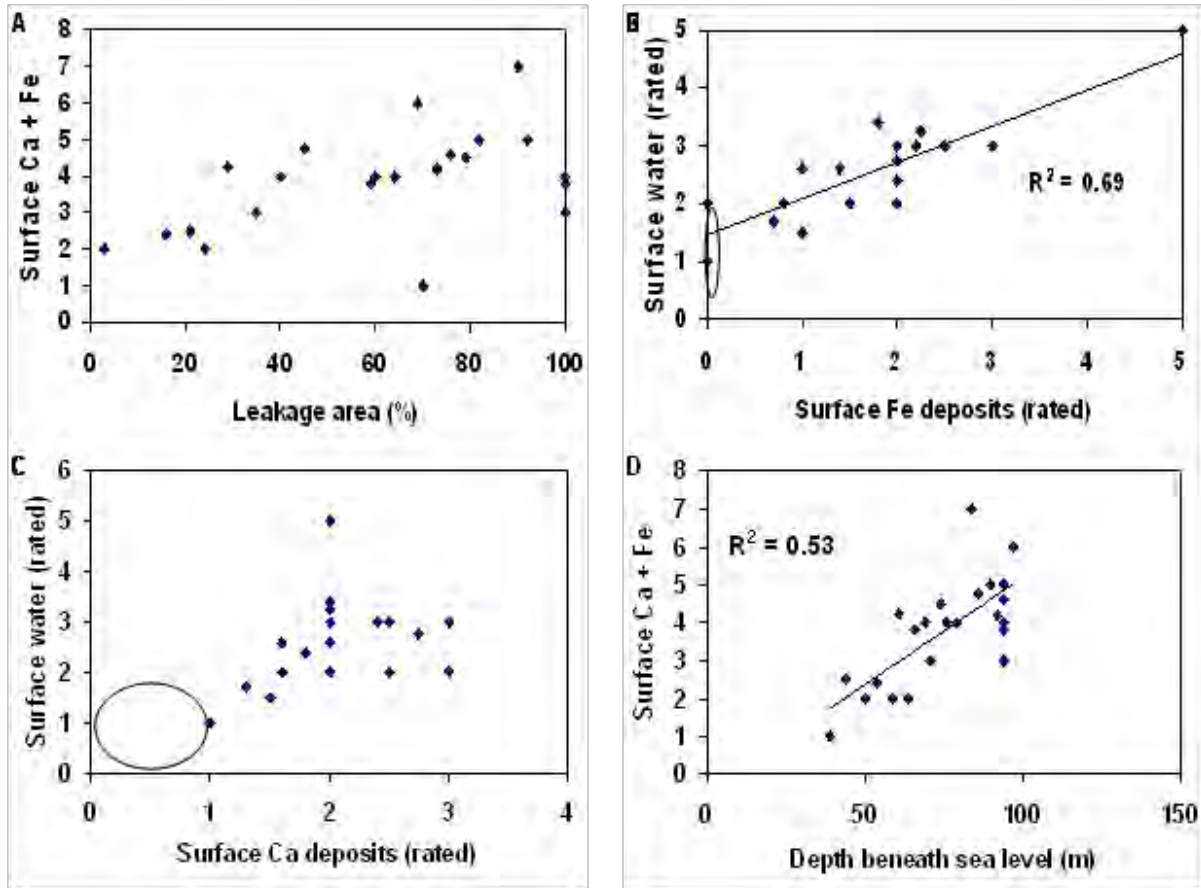 A
8
7
6
5
4
3
2
1
0
Surface Ca + Fe
0 20 40 60 80 100
Leakage area (%)
B
5
4
3
2
1
0
Surface water (rated)
R² = 0.69
0 1 2 3 4 5
Surface Fe deposits (rated)
C
6
5
4
3
2
1
0
Surface water (rated)
0 1 2 3 4
Surface Ca deposits (rated)
D
8
7
6
5
4
3
2
1
0
Surface Ca + Fe
R² = 0.53
0 50 100 150
Depth beneath sea level (m)